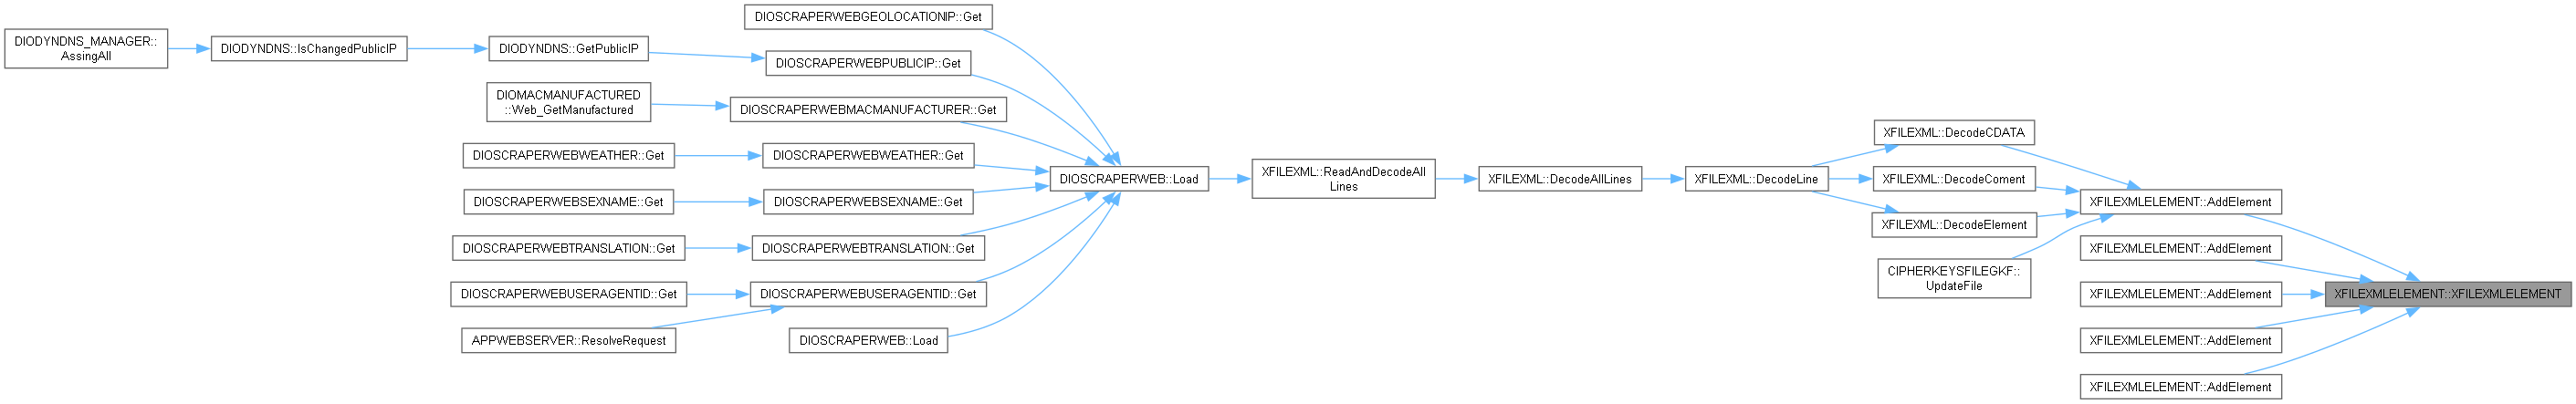 DIODYNDNS_MANAGER::
AssingAll
DIODYNDNS::IsChangedPublicIP
DIODYNDNS::GetPublicIP
DIOMACMANUFACTURED
::Web_GetManufactured
DIOSCRAPERWEBWEATHER::Get
DIOSCRAPERWEBSEXNAME::Get
DIOSCRAPERWEBTRANSLATION::Get
DIOSCRAPERWEBUSERAGENTID::Get
APPWEBSERVER::ResolveRequest
DIOSCRAPERWEBGEOLOCATIONIP::Get
DIOSCRAPERWEBPUBLICIP::Get
DIOSCRAPERWEBMACMANUFACTURER::Get
DIOSCRAPERWEBWEATHER::Get
DIOSCRAPERWEBSEXNAME::Get
DIOSCRAPERWEBTRANSLATION::Get
DIOSCRAPERWEBUSERAGENTID::Get
DIOSCRAPERWEB::Load
DIOSCRAPERWEB::Load
XFILEXML::ReadAndDecodeAll
Lines
XFILEXML::DecodeAllLines
XFILEXML::DecodeLine
XFILEXML::DecodeCDATA
XFILEXML::DecodeComent
XFILEXML::DecodeElement
CIPHERKEYSFILEGKF::
UpdateFile
XFILEXMLELEMENT::AddElement
XFILEXMLELEMENT::AddElement
XFILEXMLELEMENT::AddElement
XFILEXMLELEMENT::AddElement
XFILEXMLELEMENT::AddElement
XFILEXMLELEMENT::XFILEXMLELEMENT